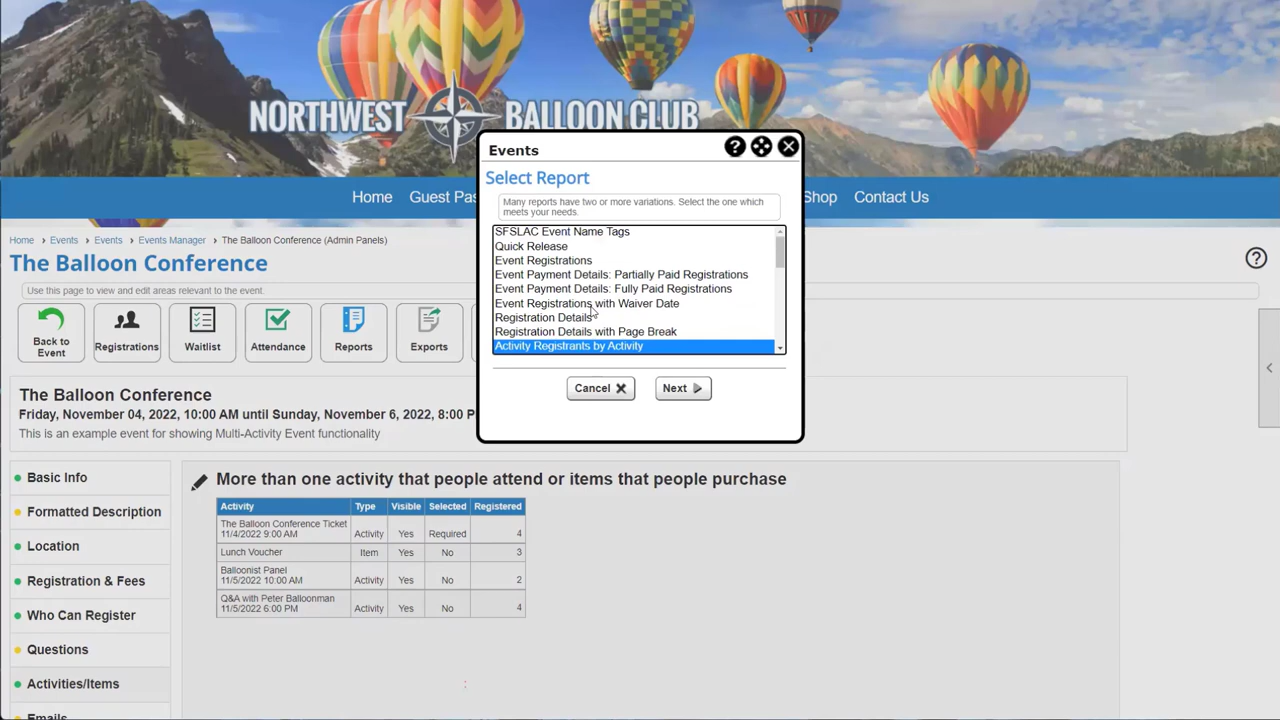 NORTHWEST BALLOON CLUB
Home
Guest Pas
Shop
Contact Us
Home Events Events Events Manager The Balloon Conference (Admin Panels)
The Balloon Conference
Use this page to view and edit areas relevant to the event.
Back to
Event
Registrations
Waitlist
Attendance
Reports
Exports
The Balloon Conference
Friday, November 04, 2022, 10:00 AM until Sunday, November 6, 2022, 8:00 P
This is an example event for showing Multi-Activity Event functionality
Basic Info
Formatted Description
Location
Registration & Fees
Who Can Register
Questions
Activities/Items
Emails
More than one activity that people attend or items that people purchase
Activity Type Visible Selected Registered
The Balloon Conference Ticket
11/4/2022 9:00 AM Activity Yes Required 4
Lunch Voucher Item Yes No 3
Balloonist Panel
11/5/2022 10:00 AM Activity Yes No 2
Q&A with Peter Balloonman
11/5/2022 6:00 PM Activity Yes No 4
Events
Select Report
Many reports have two or more variations. Select the one which
meets your needs.
SFSLAC Event Name Tags
Quick Release
Event Registrations
Event Payment Details: Partially Paid Registrations
Event Payment Details: Fully Paid Registrations
Event Registrations with Waiver Date
Registration Details
Registration Details with Page Break
Activity Registrants by Activity
Cancel
Next